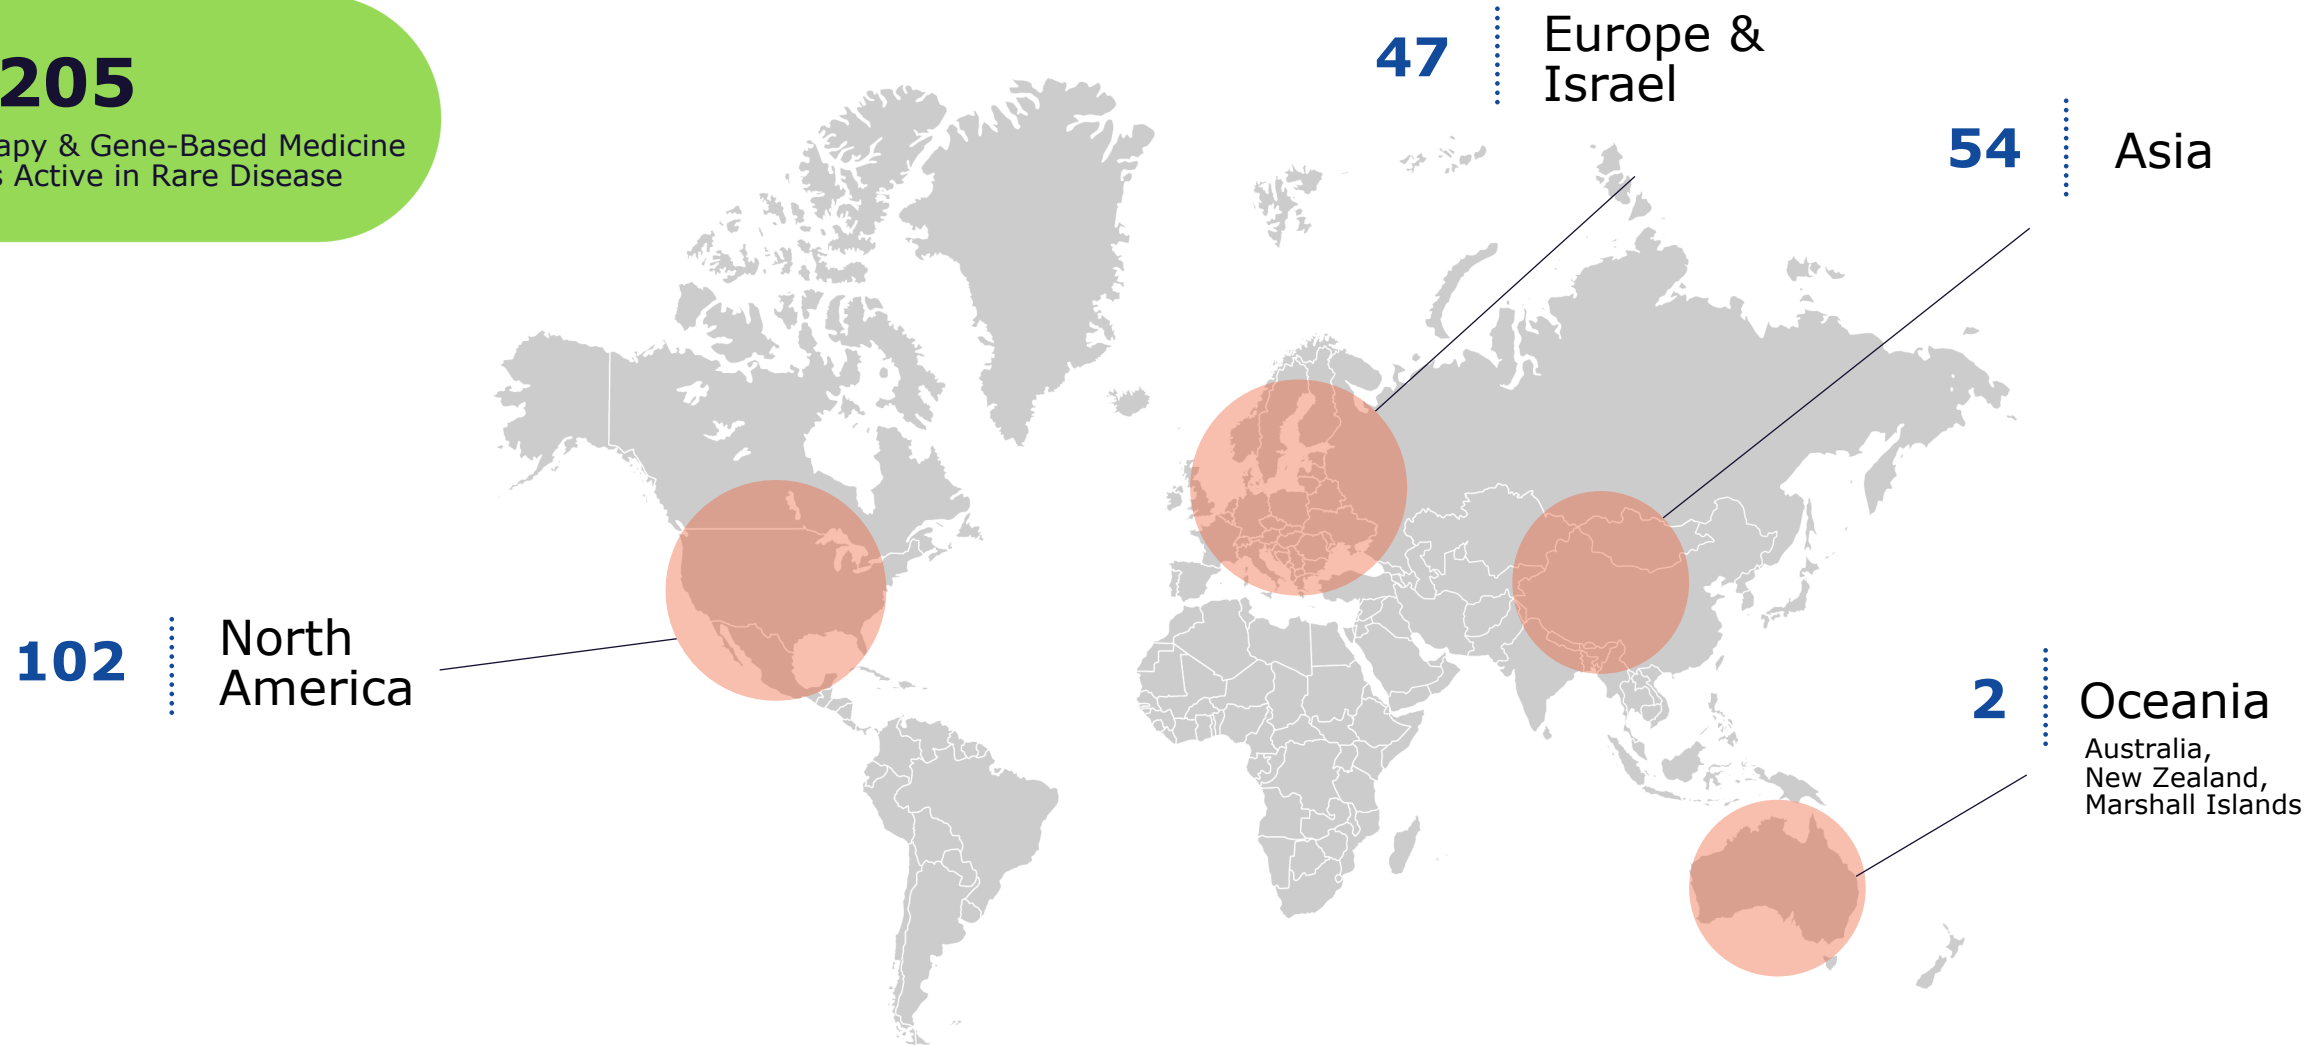 205
apy & Gene-Based Medicine
s Active in Rare Disease
47
Europe &
Israel
54
Asia
102
North
America
2
Oceania
Australia,
New Zealand,
Marshall Islands